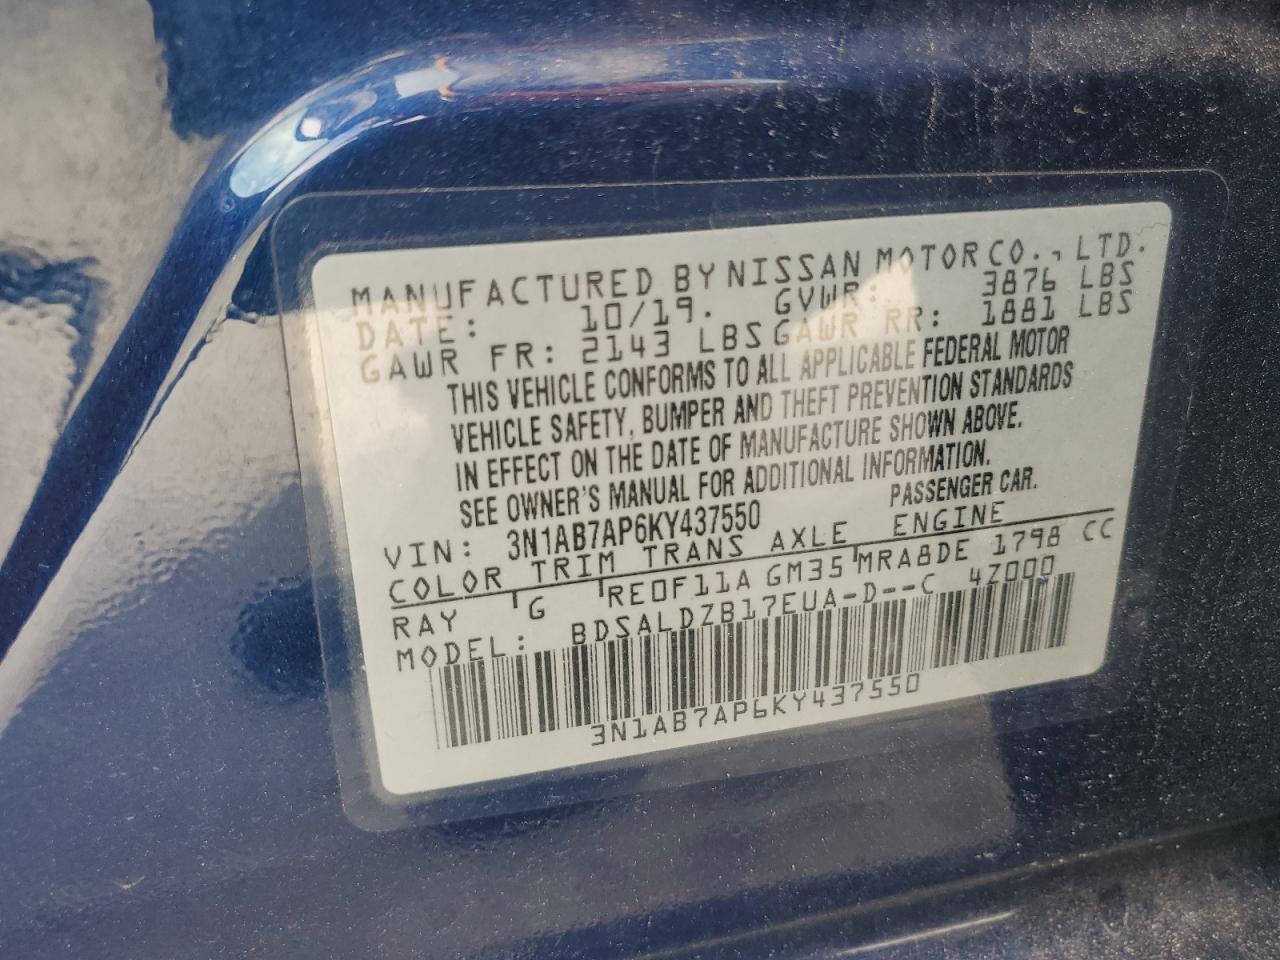 MANUFACTURED BY NISSAN MOTOR CO., LTD.
DATE: 10/19. GVWR: 3876 LBS
GAWR FR: 2143 LBS GAWR RR: 1881 LBS
THIS VEHICLE CONFORMS TO ALL APPLICABLE FEDERAL MOTOR
VEHICLE SAFETY, BUMPER AND THEFT PREVENTION STANDARDS
IN EFFECT ON THE DATE OF MANUFACTURE SHOWN ABOVE.
SEE OWNER'S MANUAL FOR ADDITIONAL INFORMATION.
VIN: 3N1AB7AP6KY437550 PASSENGER CAR.
COLOR TRIM TRANS AXLE ENGINE
RAY G RE0F11A GM35 MRA8DE 1798 CC
MODEL: BDSALDZB17EUA-D--C 4Z000
3N1AB7AP6KY437550